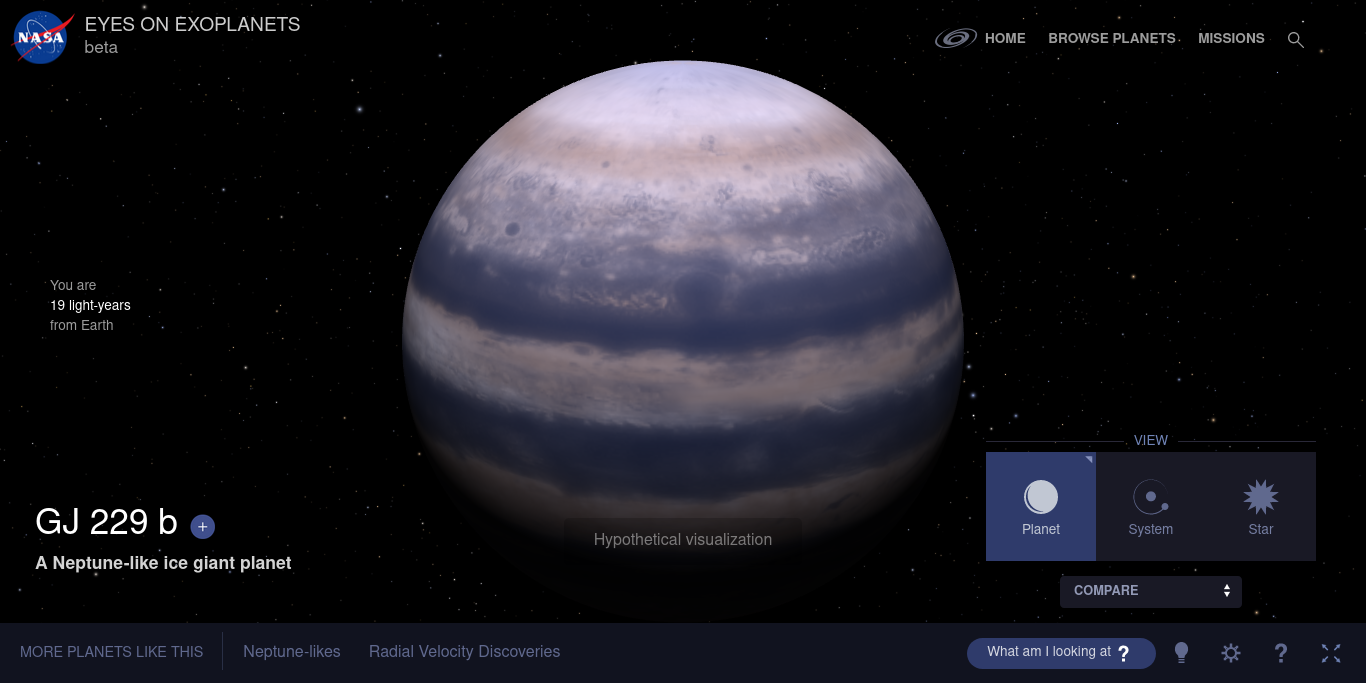 NASA
EYES ON EXOPLANETS
beta
HOME
BROWSE PLANETS
MISSIONS
You are
19 light-years
from Earth
VIEW
Planet
System
Star
GJ 229 b +
A Neptune-like ice giant planet
Hypothetical visualization
COMPARE
MORE PLANETS LIKE THIS
Neptune-likes
Radial Velocity Discoveries
What am I looking at ?
?